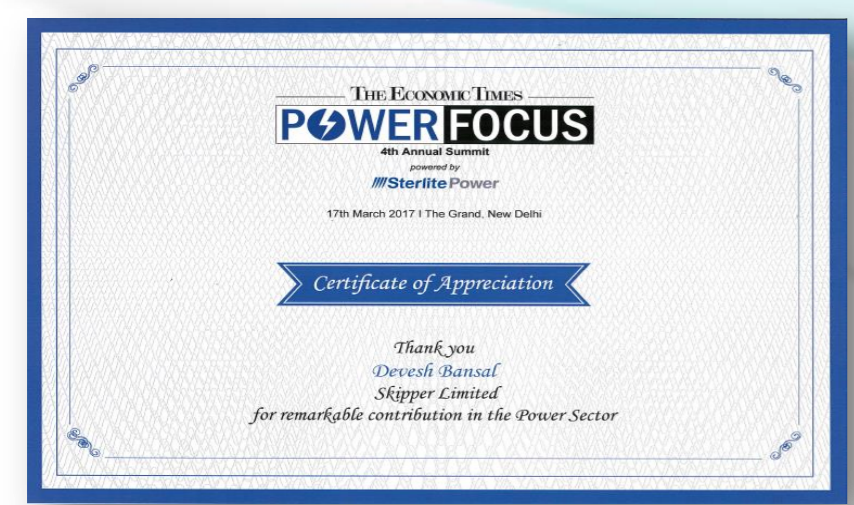 THE ECONOMIC TIMES
POWER FOCUS
4th Annual Summit
powered by
Sterlite Power
17th March 2017 I The Grand, New Delhi
Certificate of Appreciation
Thank you
Devesh Bansal
Skipper Limited
for remarkable contribution in the Power Sector